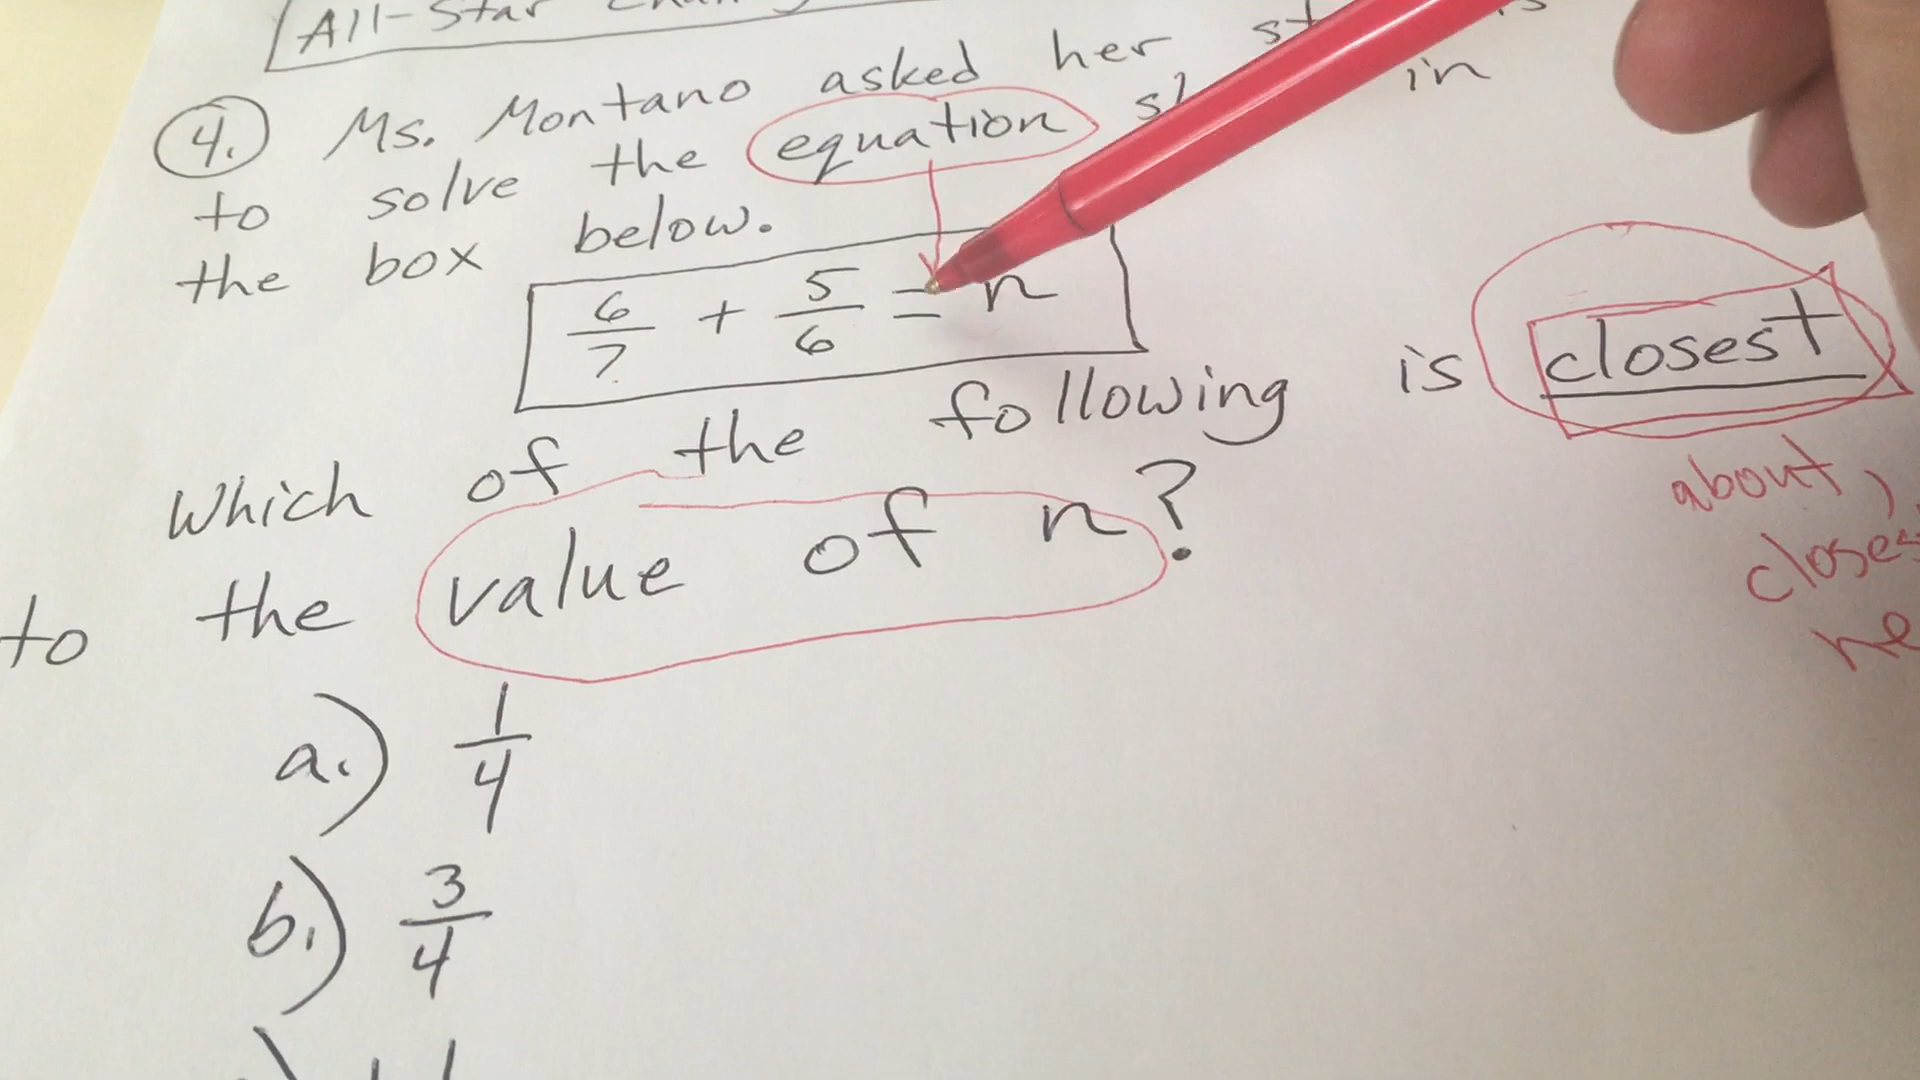 All-Star
4. Ms. Montano asked her
to solve the equation in
the box below.
6/7 + 5/6 = n
Which of the following is closest
to the value of n?
about,
a.) 1/4
b.) 3/4